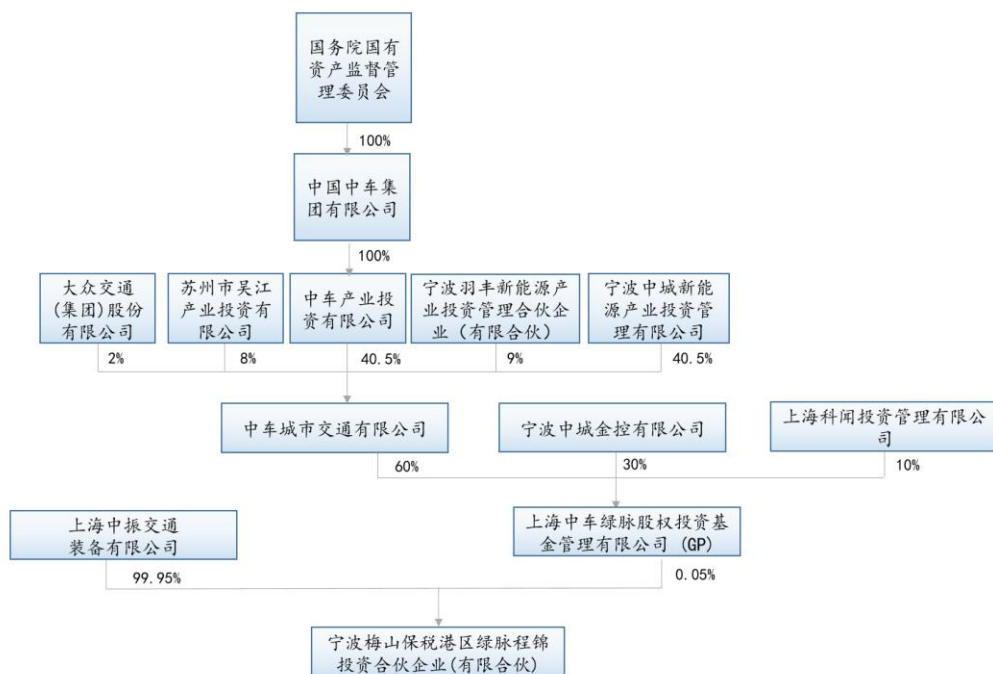 国务院国有
资产监督管
理委员会
100%
中国中车集
团有限公司
100%
大众交通
(集团)股份
有限公司
苏州市吴江
产业投资有
限公司
中车产业投
资有限公司
宁波羽丰新能源产
业投资管理合伙企
业（有限合伙）
宁波中城新能
源产业投资管
理有限公司
2%
8%
40.5%
9%
40.5%
中车城市交通有限公司
宁波中城金控有限公司
上海科闻投资管理有限公
司
60%
30%
10%
上海中振交通
装备有限公司
上海中车绿脉股权投资基
金管理有限公司 (GP)
99.95%
0.05%
宁波梅山保税港区绿脉程锦
投资合伙企业(有限合伙)